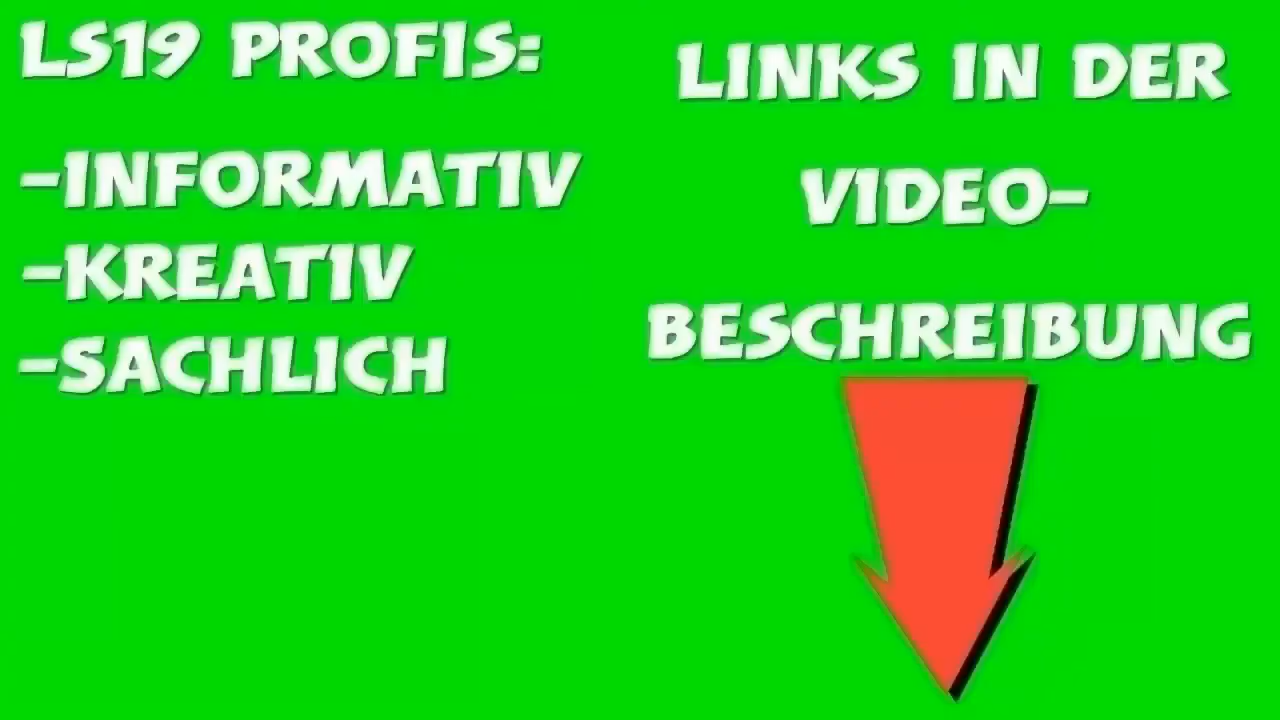 LS19 PROFIS:
-INFORMATIV
-KREATIV
-SACHLICH
LINKS IN DER
VIDEO-
BESCHREIBUNG